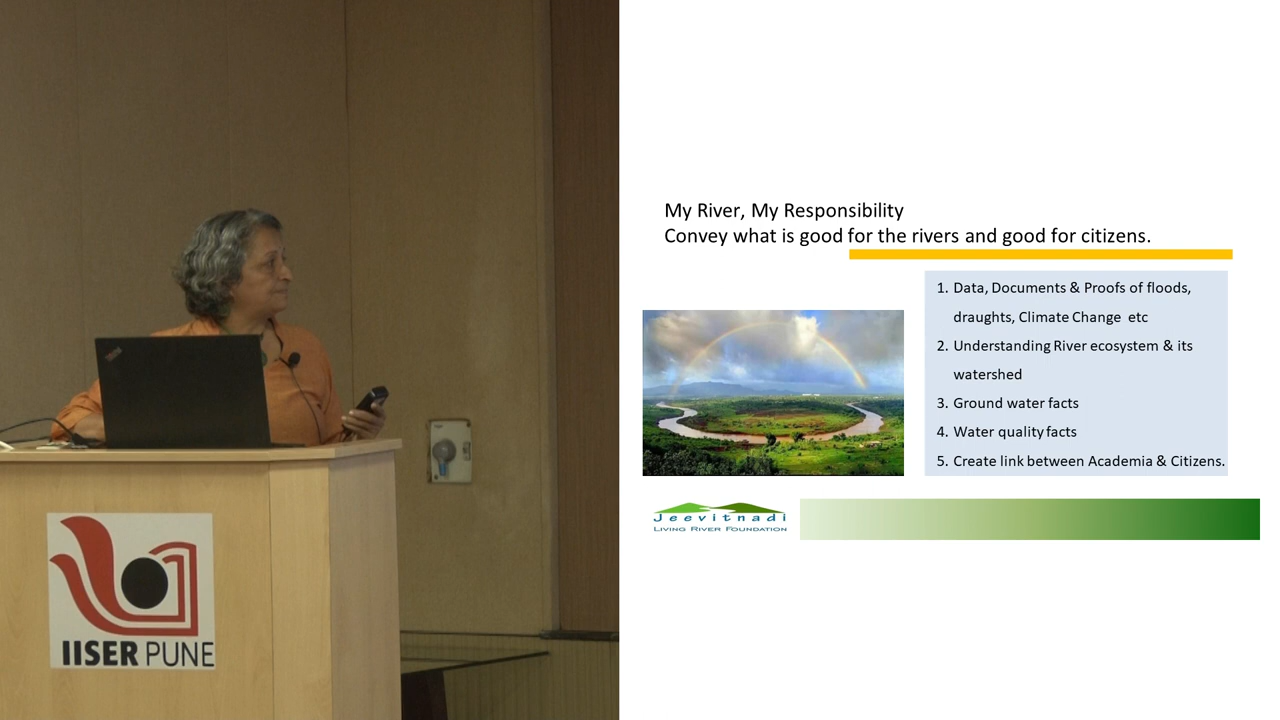 My River, My Responsibility
Convey what is good for the rivers and good for citizens.
1. Data, Documents & Proofs of floods,
draughts, Climate Change etc
2. Understanding River ecosystem & its
watershed
3. Ground water facts
4. Water quality facts
5. Create link between Academia & Citizens.
Jeevitnadi
LIVING RIVER FOUNDATION
IISER PUNE